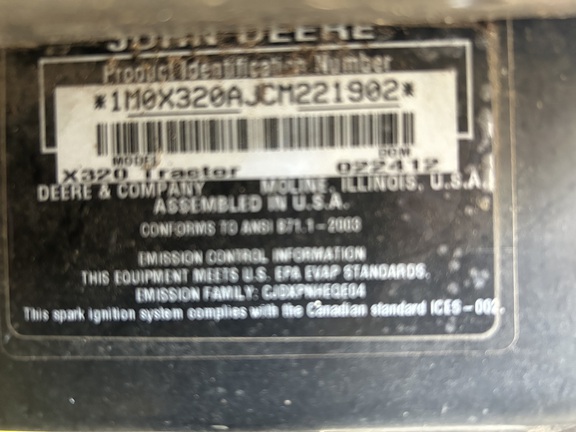 JOHN DEERE
Product Identification Number
*1M0X320AJCM221902*
MODEL DOM
X320 Tractor 022412
DEERE & COMPANY MOLINE, ILLINOIS, U.S.A.
ASSEMBLED IN U.S.A.
CONFORMS TO ANSI B71.1-2003
EMISSION CONTROL INFORMATION
THIS EQUIPMENT MEETS U.S. EPA EVAP STANDARDS.
EMISSION FAMILY:
This spark ignition system complies with the Canadian standard ICES-002.